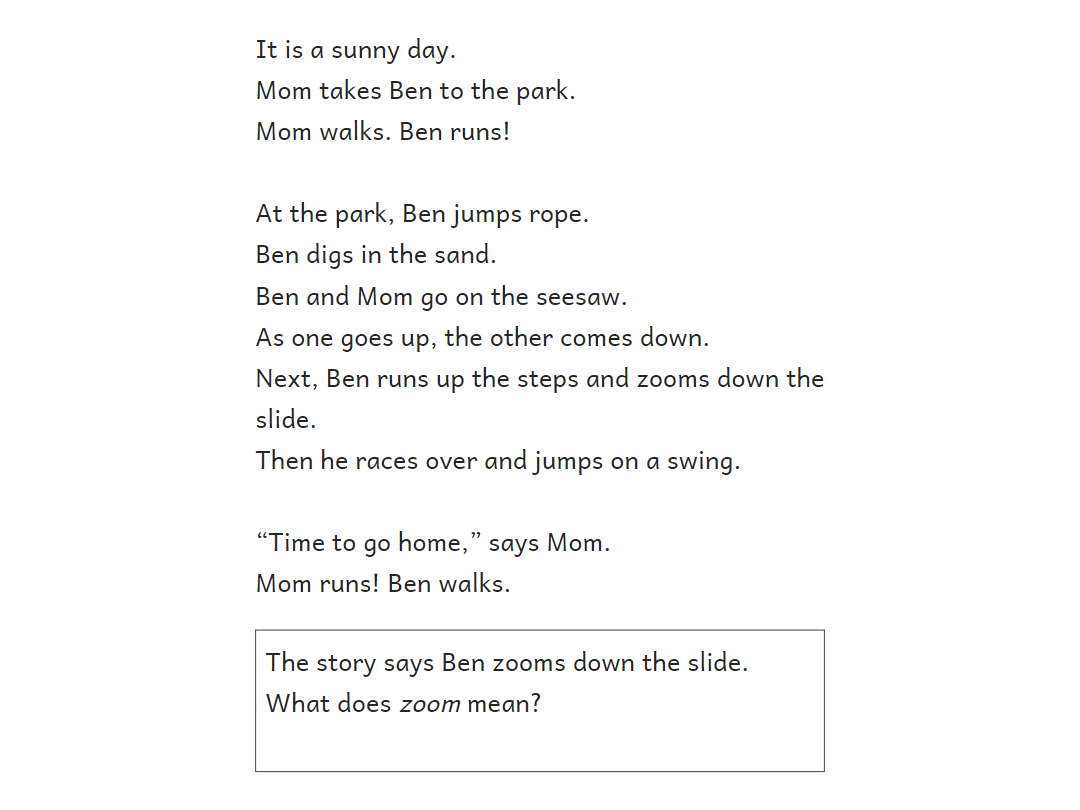 It is a sunny day.
Mom takes Ben to the park.
Mom walks. Ben runs!
At the park, Ben jumps rope.
Ben digs in the sand.
Ben and Mom go on the seesaw.
As one goes up, the other comes down.
Next, Ben runs up the steps and zooms down the
slide.
Then he races over and jumps on a swing.
“Time to go home,” says Mom.
Mom runs! Ben walks.
The story says Ben zooms down the slide.
What does zoom mean?